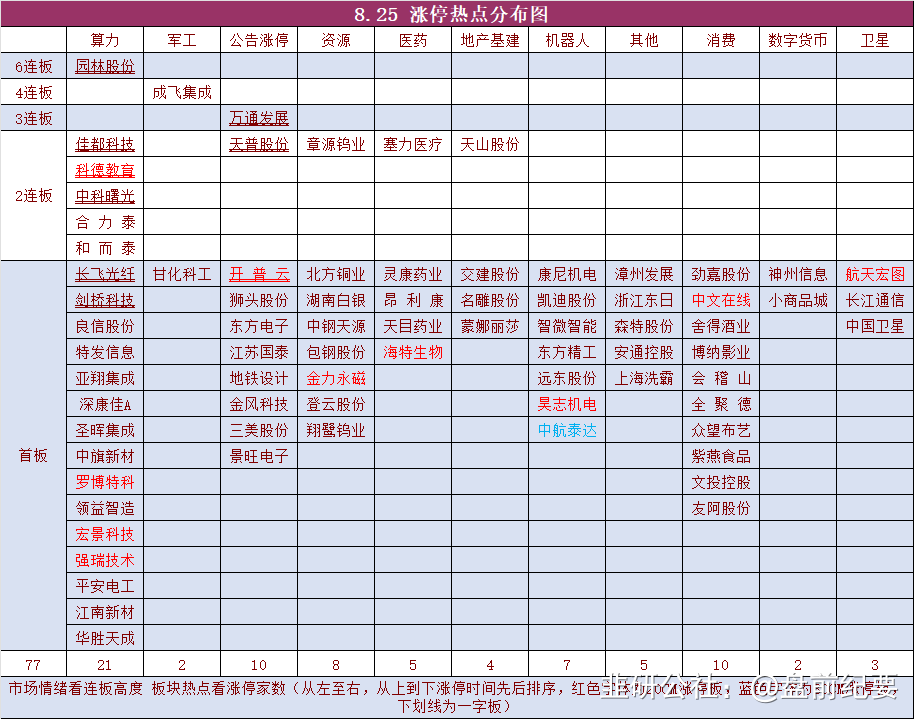 8.25 涨停热点分布图
算力 军工 公告涨停 资源 医药 地产基建 机器人 其他 消费 数字货币 卫星
6连板 园林股份
4连板 成飞集成
3连板 万通发展
佳都科技 天普股份 章源钨业 塞力医疗 天山股份
科德教育
2连板 中科曙光
合力泰
和而泰
长飞光纤 甘化科工 开普云 北方铜业 灵康药业 交建股份 康尼机电 漳州发展 劲嘉股份 神州信息 航天宏图
剑桥科技 狮头股份 湖南白银 昂利康 名雕股份 凯迪股份 浙江东日 中文在线 小商品城 长江通信
良信股份 东方电子 中钢天源 天目药业 蒙娜丽莎 智微智能 森特股份 舍得酒业 中国卫星
特发信息 江苏国泰 包钢股份 海特生物 东方精工 安通控股 博纳影业
亚翔集成 地铁设计 金力永磁 远东股份 上海洗霸 会稽山
深康佳A 金风科技 登云股份 昊志机电 全聚德
圣晖集成 三美股份 翔鹭钨业 中航泰达 众望布艺
首板 中旗新材 景旺电子 紫燕食品
罗博特科 文投控股
领益智造 友阿股份
宏景科技
强瑞技术
平安电工
江南新材
华胜天成
77 21 2 10 8 5 4 7 5 10 2 3
市场情绪看连板高度 板块热点看涨停家数（从左至右，从上到下涨停时间先后排序，红色
涨停板，蓝
下划线为一字板）
韭研公社 @盘前纪要